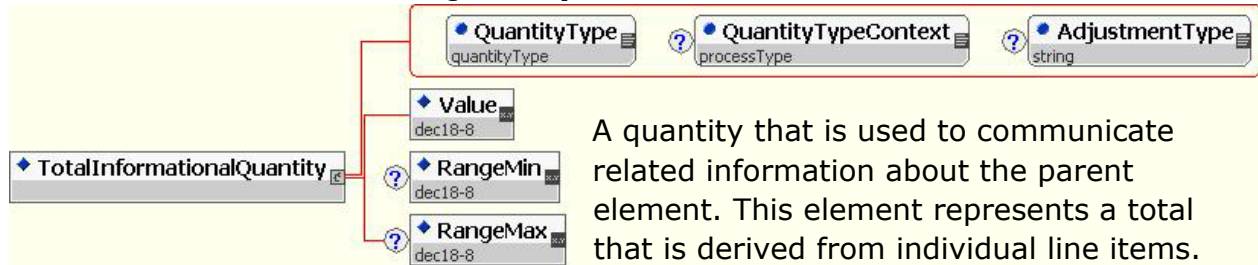 QuantityType
quantityType
? QuantityTypeContext
processType
? AdjustmentType
string
Value
dec18-8
TotalInformationalQuantity
? RangeMin
dec18-8
? RangeMax
dec18-8
A quantity that is used to communicate
related information about the parent
element. This element represents a total
that is derived from individual line items.